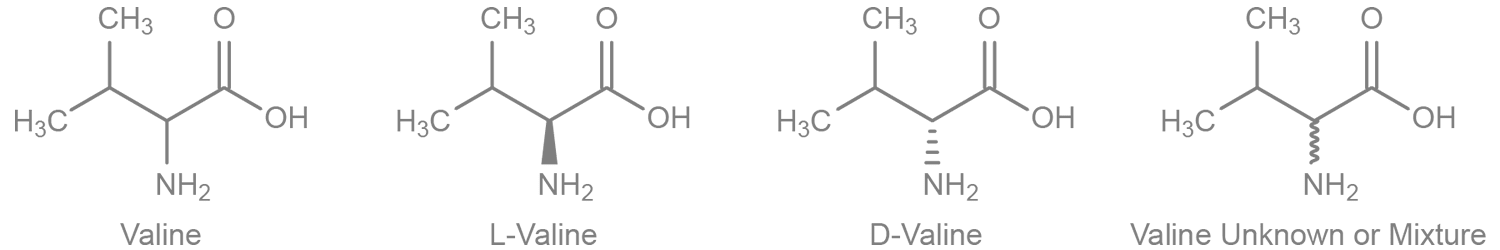 CH3 O CH3 O CH3 O CH3 O
H3C OH H3C OH H3C OH H3C OH
NH2 NH2 NH2 NH2
Valine L-Valine D-Valine Valine Unknown or Mixture